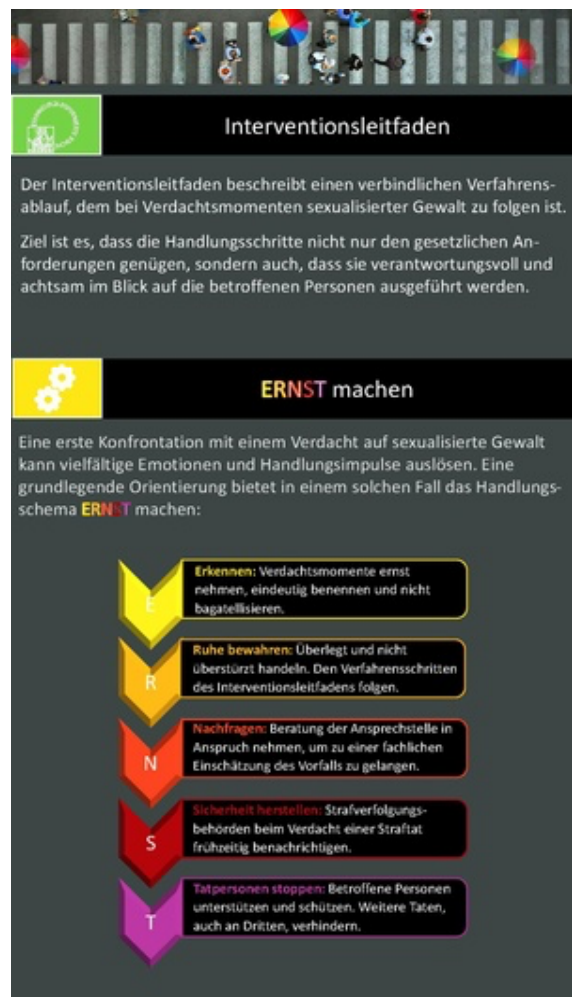 Interventionsleitfaden
Der Interventionsleitfaden beschreibt einen verbindlichen Verfahrens-
ablauf, dem bei Verdachtsmomenten sexualisierter Gewalt zu folgen ist.
Ziel ist es, dass die Handlungsschritte nicht nur den gesetzlichen An-
forderungen genügen, sondern auch, dass sie verantwortungsvoll und
achtsam im Blick auf die betroffenen Personen ausgeführt werden.
ERNST machen
Eine erste Konfrontation mit einem Verdacht auf sexualisierte Gewalt
kann vielfältige Emotionen und Handlungsimpulse auslösen. Eine
grundlegende Orientierung bietet in einem solchen Fall das Handlungs-
schema ERNST machen:
E
Erkennen: Verdachtsmomente ernst
nehmen, eindeutig benennen und nicht
bagatellisieren.
R
Ruhe bewahren: Überlegt und nicht
überstürzt handeln. Den Verfahrensschritten
des Interventionsleitfadens folgen.
N
Nachfragen: Beratung der Ansprechstelle in
Anspruch nehmen, um zu einer fachlichen
Einschätzung des Vorfalls zu gelangen.
S
Sicherheit herstellen: Strafverfolgungs-
behörden beim Verdacht einer Straftat
frühzeitig benachrichtigen.
T
Tatpersonen stoppen: Betroffene Personen
unterstützen und schützen. Weitere Taten,
auch an Dritten, verhindern.